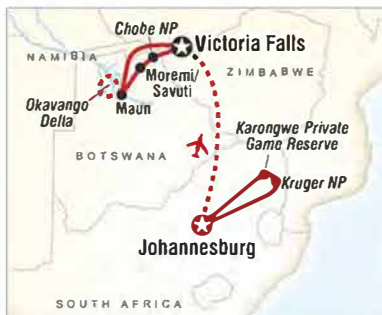 Chobe NP
NAMIBIA
Victoria Falls
Moremi/
Savuti
ZIMBABWE
Okavango
Della
Maun
Karongwe Private
Game Reserve
BOTSWANA
Kruger NP
Johannesburg
SOUTH AFRICA